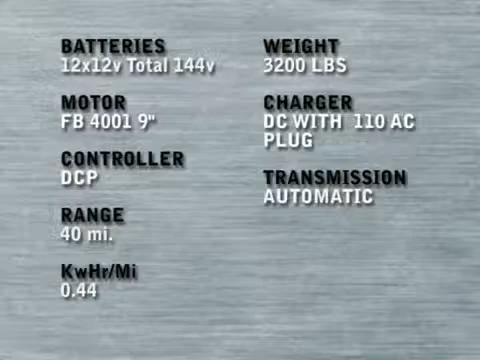 BATTERIES
12x12v Total 144v
MOTOR
FB 4001 9"
CONTROLLER
DCP
RANGE
40 mi.
KwHr/Mi
0.44
WEIGHT
3200 LBS
CHARGER
DC WITH 110 AC
PLUG
TRANSMISSION
AUTOMATIC